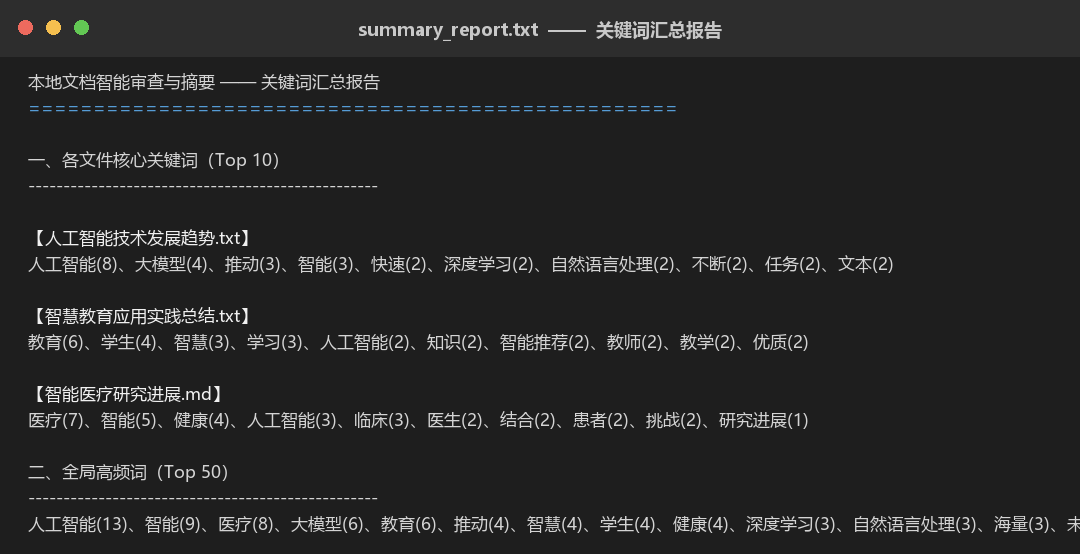 summary_report.txt —— 关键词汇总报告
本地文档智能审查与摘要 —— 关键词汇总报告
==================================================
一、各文件核心关键词（Top 10）
--------------------------------------------------
【人工智能技术发展趋势.txt】
人工智能(8)、大模型(4)、推动(3)、智能(3)、快速(2)、深度学习(2)、自然语言处理(2)、不断(2)、任务(2)、文本(2)
【智慧教育应用实践总结.txt】
教育(6)、学生(4)、智慧(3)、学习(3)、人工智能(2)、知识(2)、智能推荐(2)、教师(2)、教学(2)、优质(2)
【智能医疗研究进展.md】
医疗(7)、智能(5)、健康(4)、人工智能(3)、临床(3)、医生(2)、结合(2)、患者(2)、挑战(2)、研究进展(1)
二、全局高频词（Top 50）
--------------------------------------------------
人工智能(13)、智能(9)、医疗(8)、大模型(6)、教育(6)、推动(4)、智慧(4)、学生(4)、健康(4)、深度学习(3)、自然语言处理(3)、海量(3)、